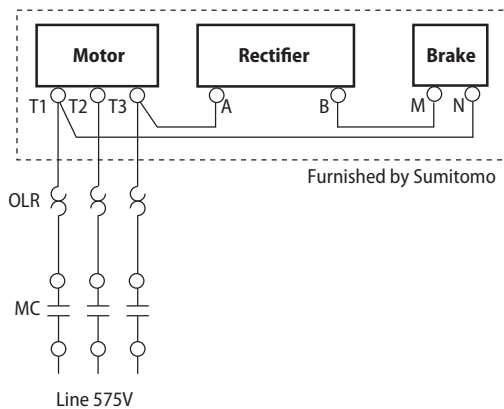 Motor
Rectifier
Brake
T1 T2 T3 A B M N
Furnished by Sumitomo
OLR
MC
Line 575V